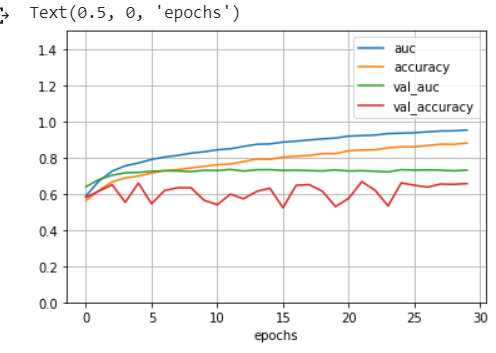 Text(0.5, 0, 'epochs')
1.4
1.2
1.0
0.8
0.6
0.4
0.2
0.0
auc
accuracy
val_auc
val_accuracy
0 5 10 15 20 25 30
epochs